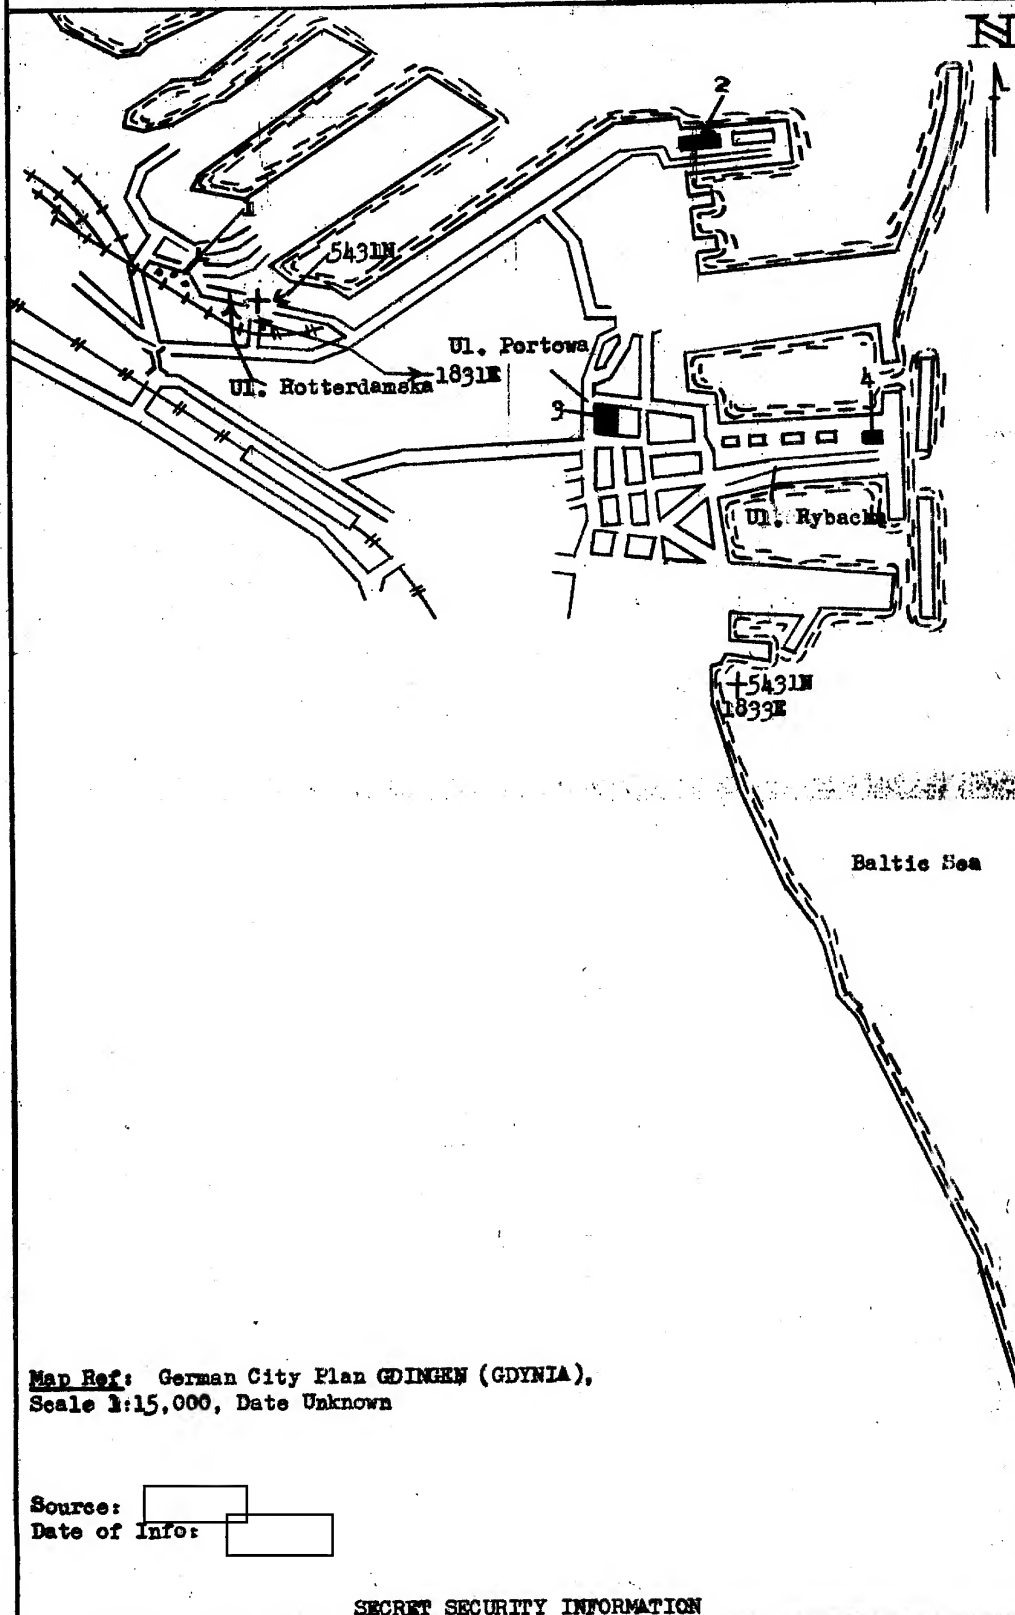 N
2
1
5431N
Ul. Portowa
1831E
Ul. Rotterdamska
4
3
Ul. Rybacka
5431N
1833E
Baltic Sea
Map Ref: German City Plan GDINGEN (GDYNIA),
Scale 1:15,000, Date Unknown
Source:
Date of Info:
SECRET SECURITY INFORMATION